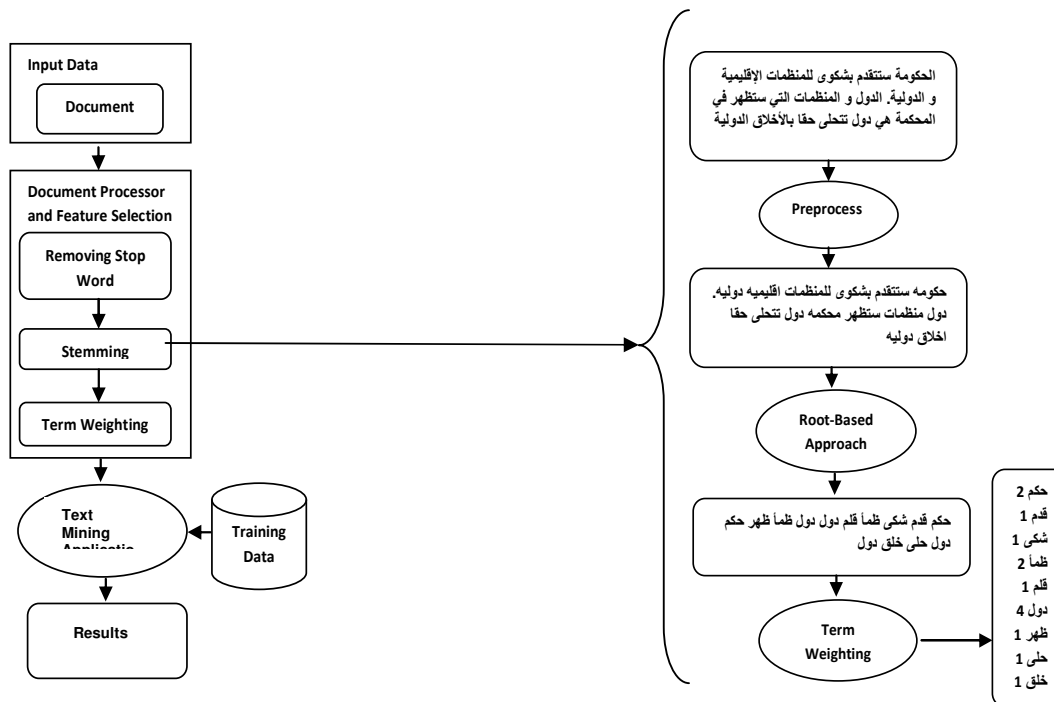 Input Data
Document
Document Processor
and Feature Selection
Removing Stop
Word
Stemming
Term Weighting
Text
Mining
Applicatio
Training
Data
Results
الحكومة ستتقدم بشكوى للمنظمات الإقليمية
و الدولية. الدول و المنظمات التي ستظهر في
المحكمة هي دول تتحلى حقا بالأخلاق الدولية
Preprocess
حكومه ستتقدم بشكوى للمنظمات اقليميه دوليه.
دول منظمات ستظهر محكمه دول تتحلى حقا
اخلاق دوليه
Root-Based
Approach
حكم قدم شكى ظمأ قلم دول دول ظمأ ظهر حكم
دول حلى خلق دول
Term
Weighting
حكم 2
قدم 1
شكى 1
ظمأ 2
قلم 1
دول 4
ظهر 1
حلى 1
خلق 1